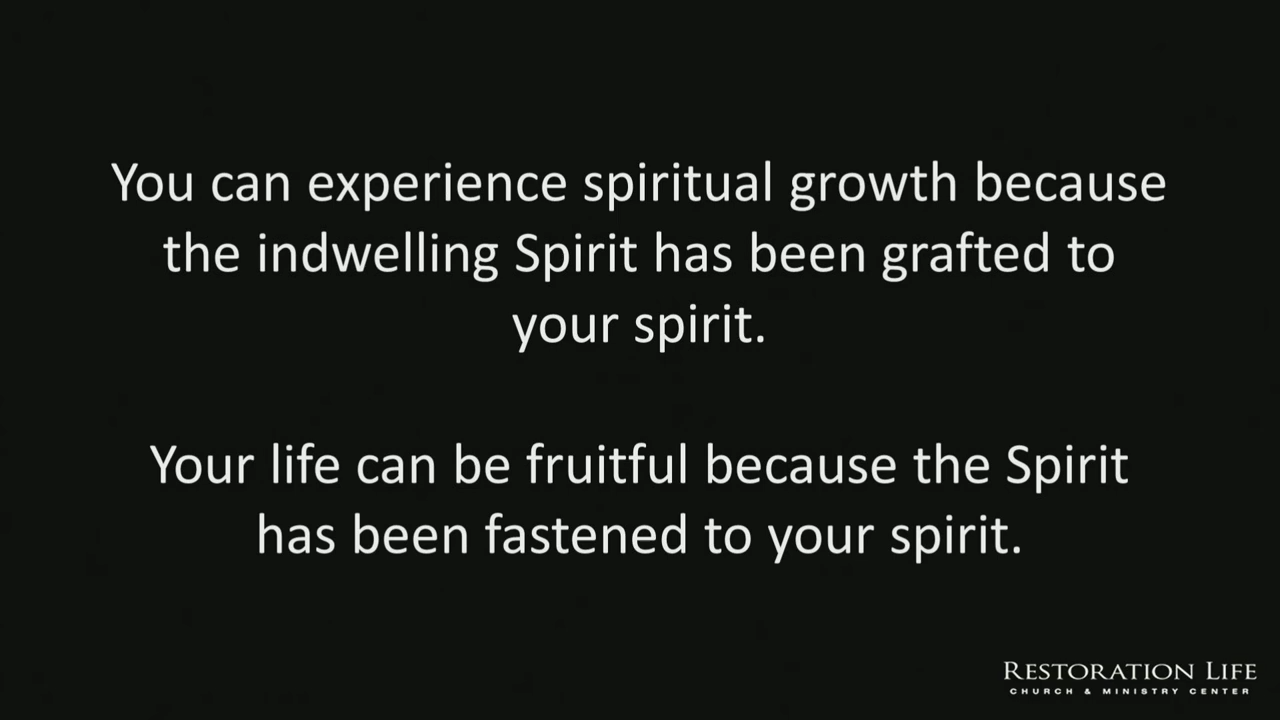 You can experience spiritual growth because
the indwelling Spirit has been grafted to
your spirit.
Your life can be fruitful because the Spirit
has been fastened to your spirit.
RESTORATION LIFE
CHURCH & MINISTRY CENTER